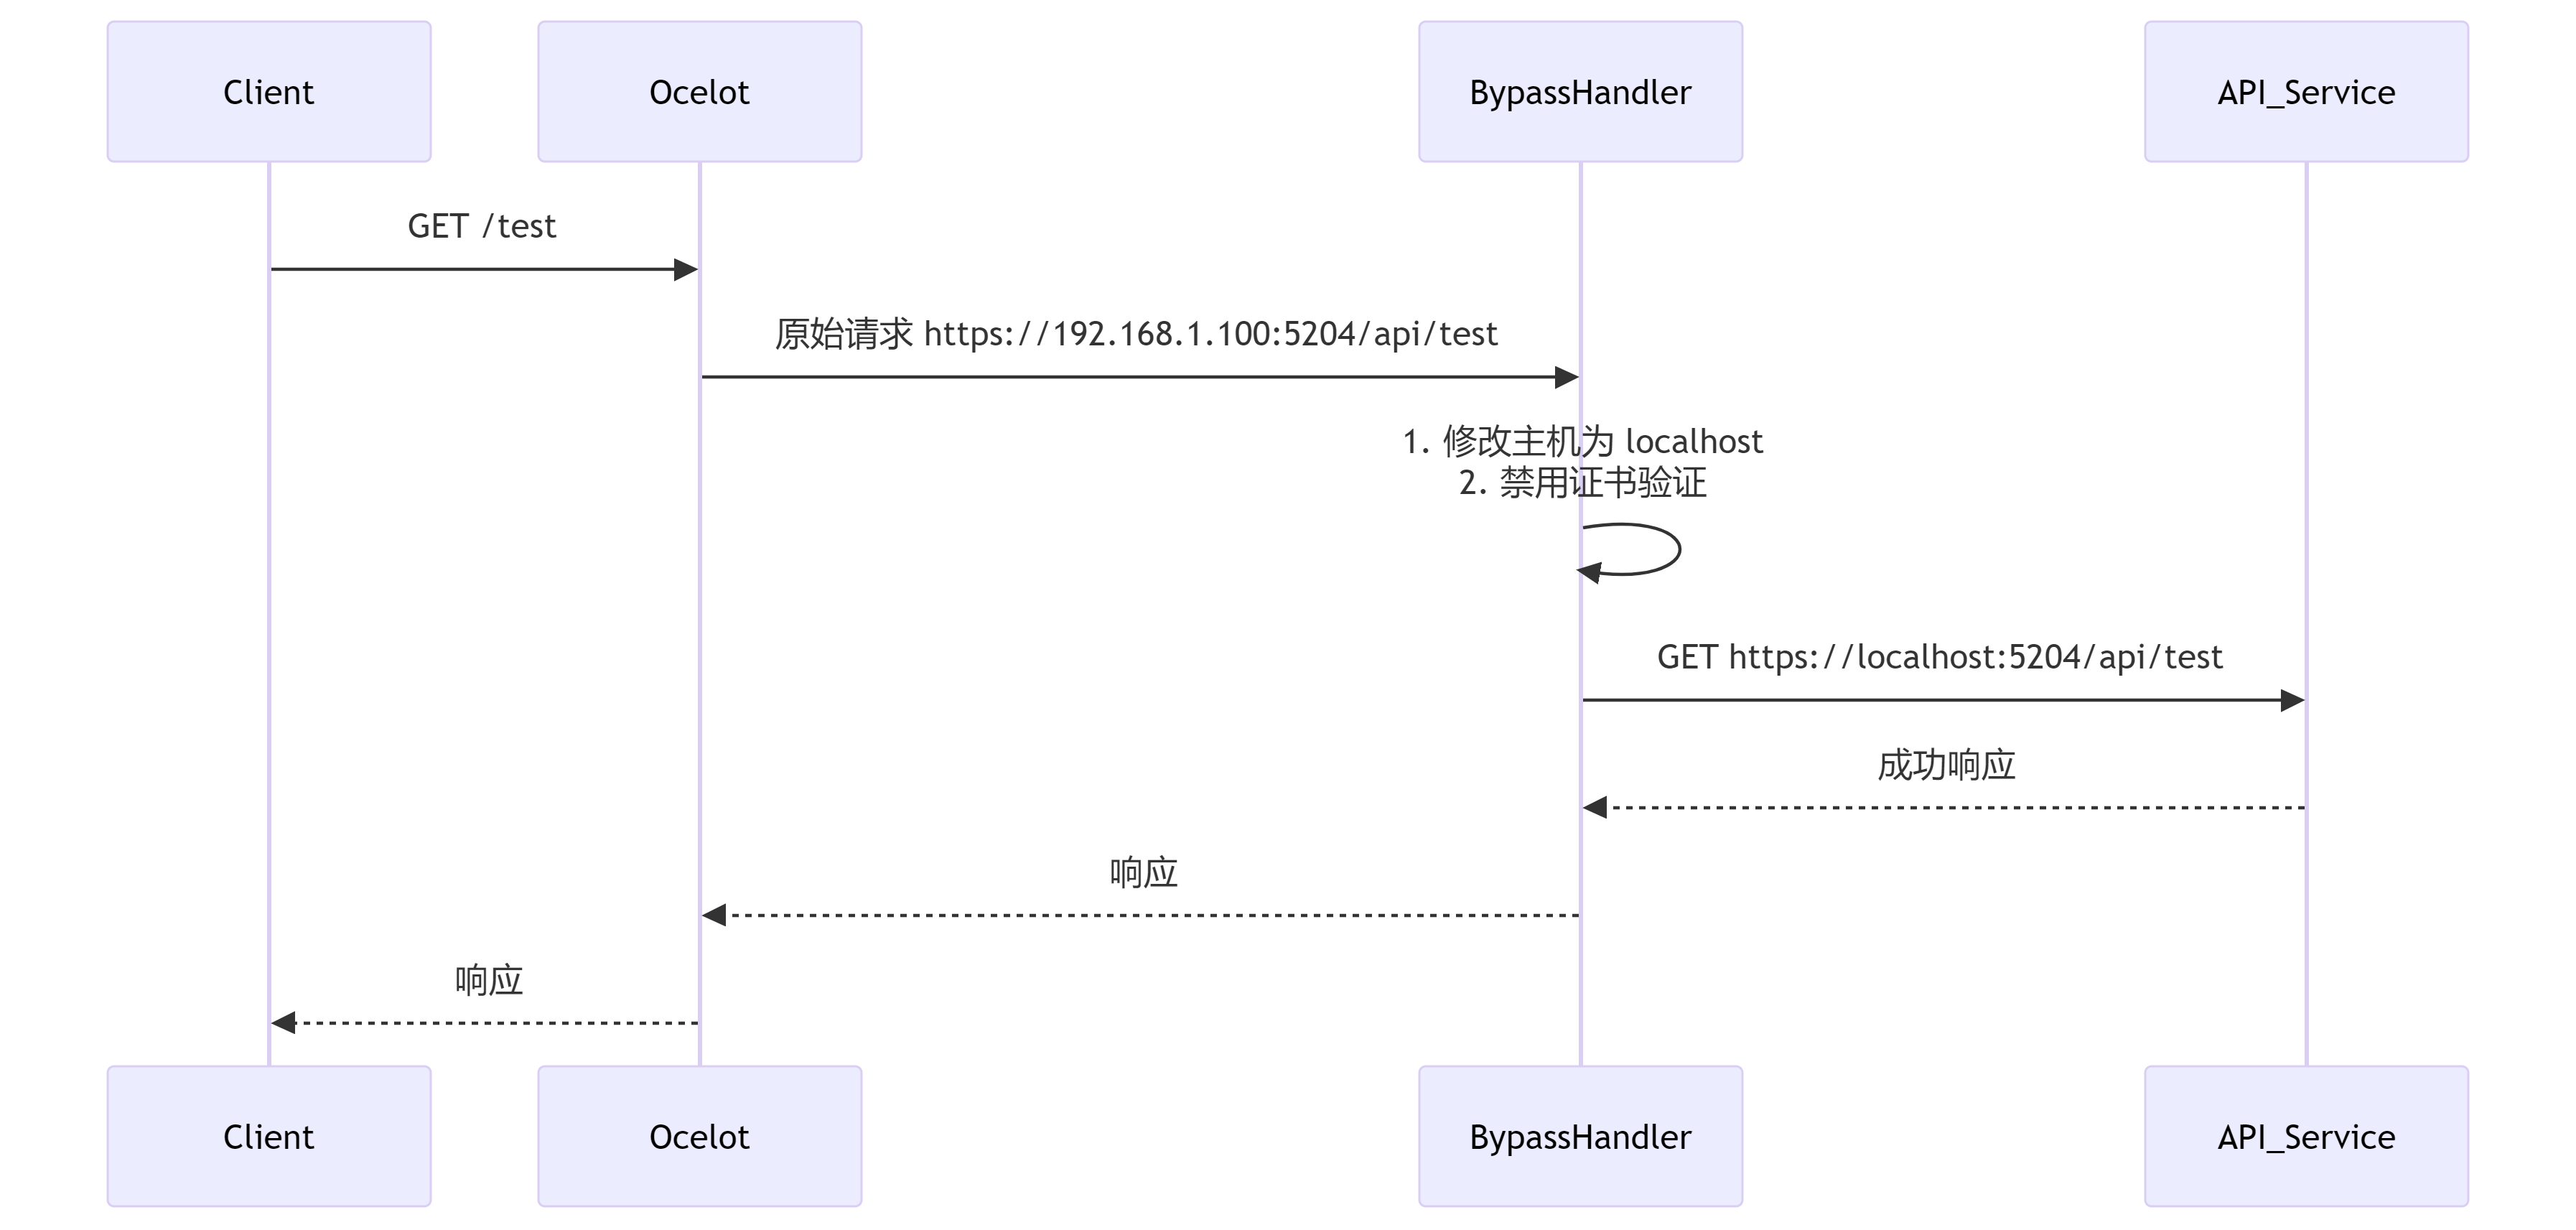 Client
Ocelot
BypassHandler
API_Service
GET /test
原始请求 https://192.168.1.100:5204/api/test
1. 修改主机为 localhost
2. 禁用证书验证
GET https://localhost:5204/api/test
成功响应
响应
响应
Client
Ocelot
BypassHandler
API_Service